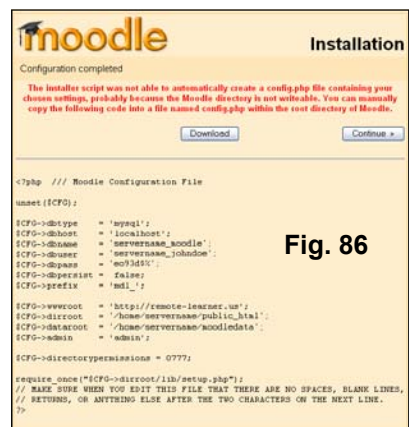 moodle
Installation
Configuration completed
The installer script was not able to automatically create a config.php file containing your
chosen settings, probably because the Moodle directory is not writeable. You can manually
copy the following code into a file named config.php within the root directory of Moodle.
Download
Continue »
<?php /// Moodle Configuration File
unset($CFG);
$CFG->dbtype = 'mysql';
$CFG->dbhost = 'localhost';
$CFG->dbname = 'servername_moodle';
$CFG->dbuser = 'servername_johndoe';
$CFG->dbpass =
$CFG->dbpersist = false;
$CFG->prefix = 'mdl_';
Fig. 86
$CFG->wwwroot = 'http://remote-learner.us';
$CFG->dirroot = '/home/servername/public_html';
$CFG->dataroot = '/home/servername/moodledata';
$CFG->admin = 'admin';
$CFG->directorypermissions = 0777;
require_once("$CFG->dirroot/lib/setup.php");
// MAKE SURE WHEN YOU EDIT THIS FILE THAT THERE ARE NO SPACES, BLANK LINES,
// RETURNS, OR ANYTHING ELSE AFTER THE TWO CHARACTERS ON THE NEXT LINE.
?>